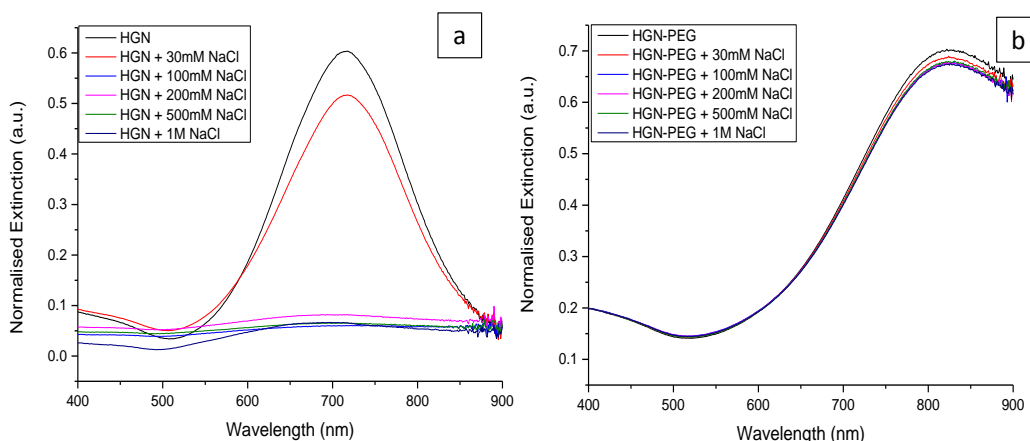 a
HGN
HGN + 30mM NaCl
HGN + 100mM NaCl
HGN + 200mM NaCl
HGN + 500mM NaCl
HGN + 1M NaCl
Normalised Extinction (a.u.)
0.6
0.5
0.4
0.3
0.2
0.1
0.0
400 500 600 700 800 900
Wavelength (nm)
b
HGN-PEG
HGN-PEG + 30mM NaCl
HGN-PEG + 100mM NaCl
HGN-PEG + 200mM NaCl
HGN-PEG + 500mM NaCl
HGN-PEG + 1M NaCl
Normalised Extinction (a.u.)
0.7
0.6
0.5
0.4
0.3
0.2
0.1
400 500 600 700 800 900
Wavelength (nm)